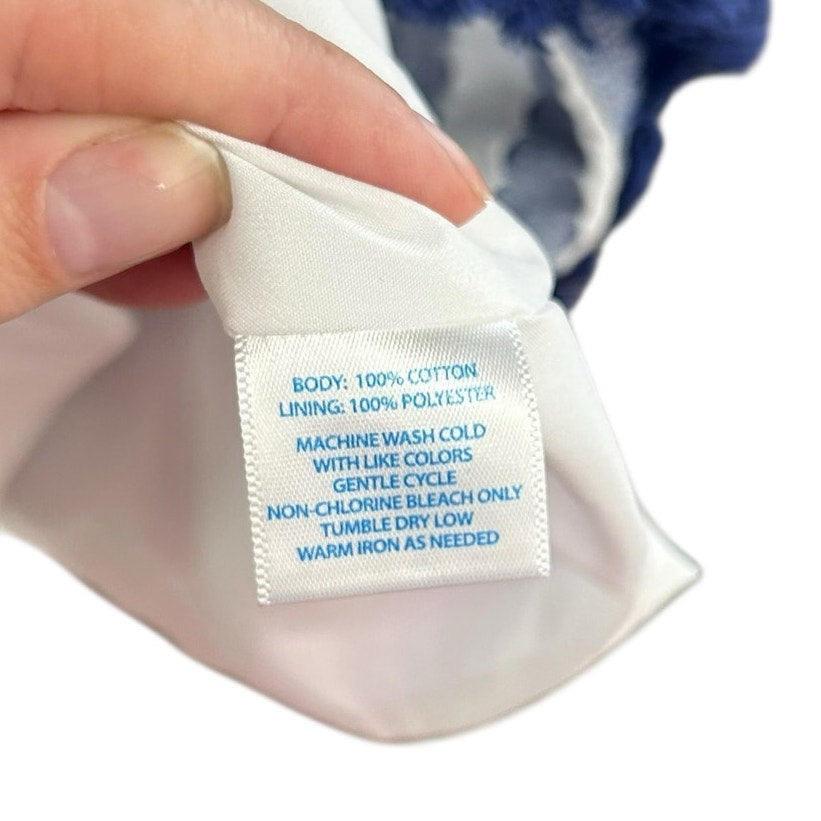 BODY: 100% COTTON
LINING: 100% POLYESTER
MACHINE WASH COLD
WITH LIKE COLORS
GENTLE CYCLE
NON-CHLORINE BLEACH ONLY
TUMBLE DRY LOW
WARM IRON AS NEEDED